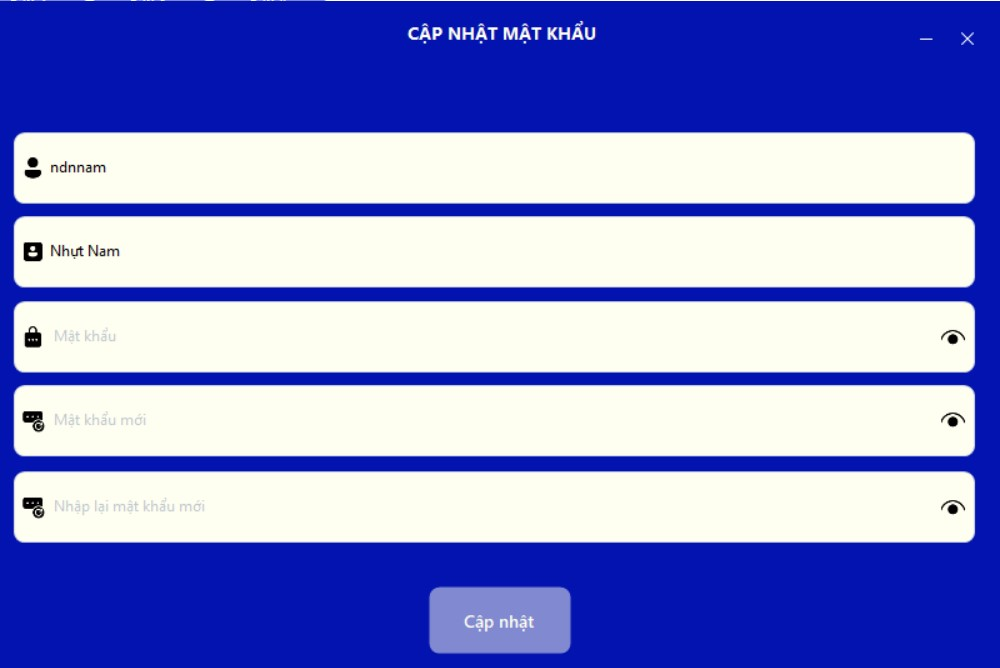 CẬP NHẬT MẬT KHẨU
ndnnam
Nhựt Nam
Mật khẩu
Mật khẩu mới
Nhập lại mật khẩu mới
Cập nhật